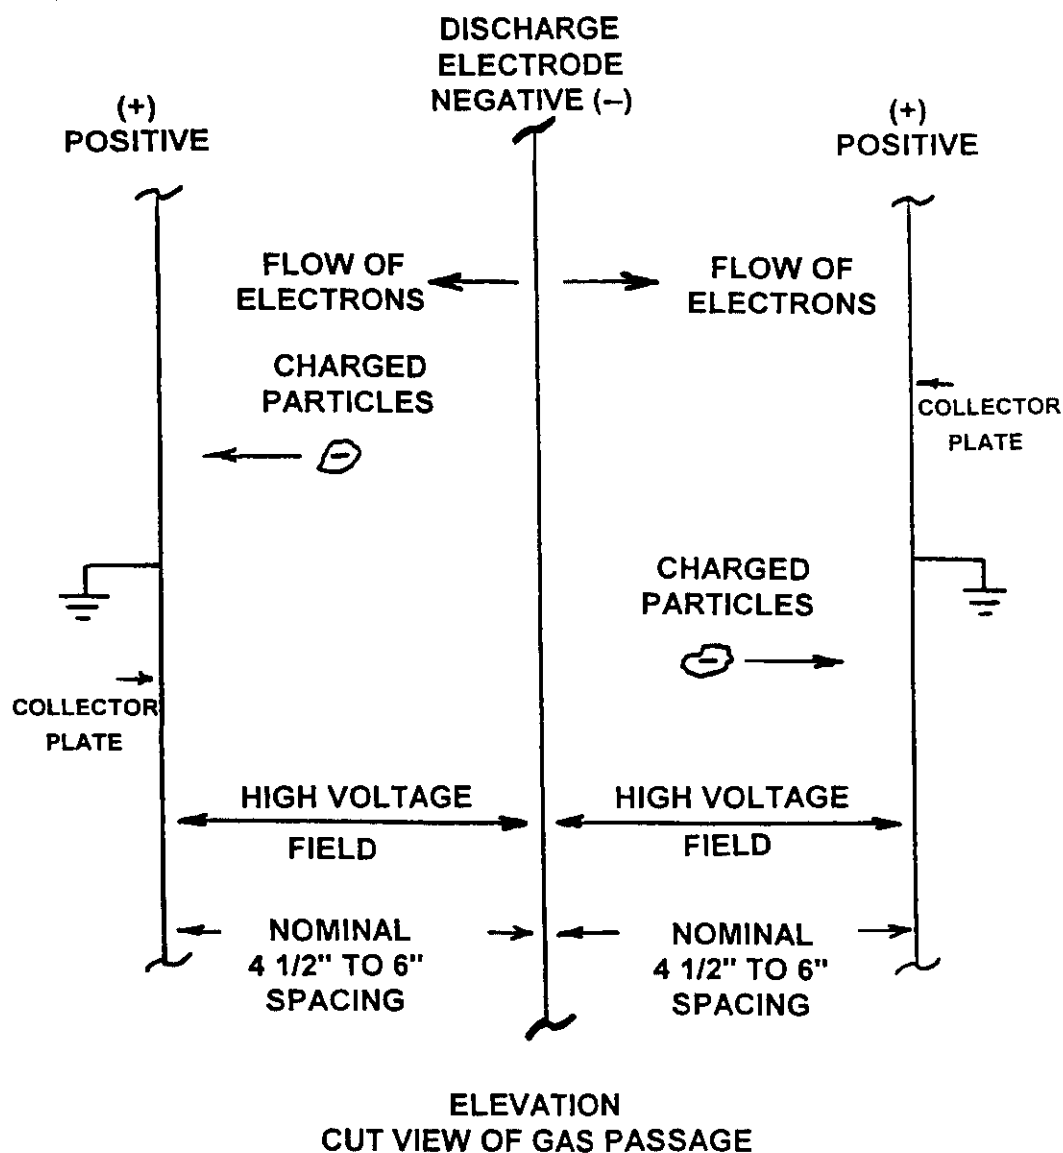 DISCHARGE
ELECTRODE
NEGATIVE (–)
(+)
POSITIVE
(+)
POSITIVE
FLOW OF
ELECTRONS
FLOW OF
ELECTRONS
CHARGED
PARTICLES
–
COLLECTOR
PLATE
CHARGED
PARTICLES
–
COLLECTOR
PLATE
HIGH VOLTAGE
FIELD
HIGH VOLTAGE
FIELD
NOMINAL
4 1/2" TO 6"
SPACING
NOMINAL
4 1/2" TO 6"
SPACING
ELEVATION
CUT VIEW OF GAS PASSAGE